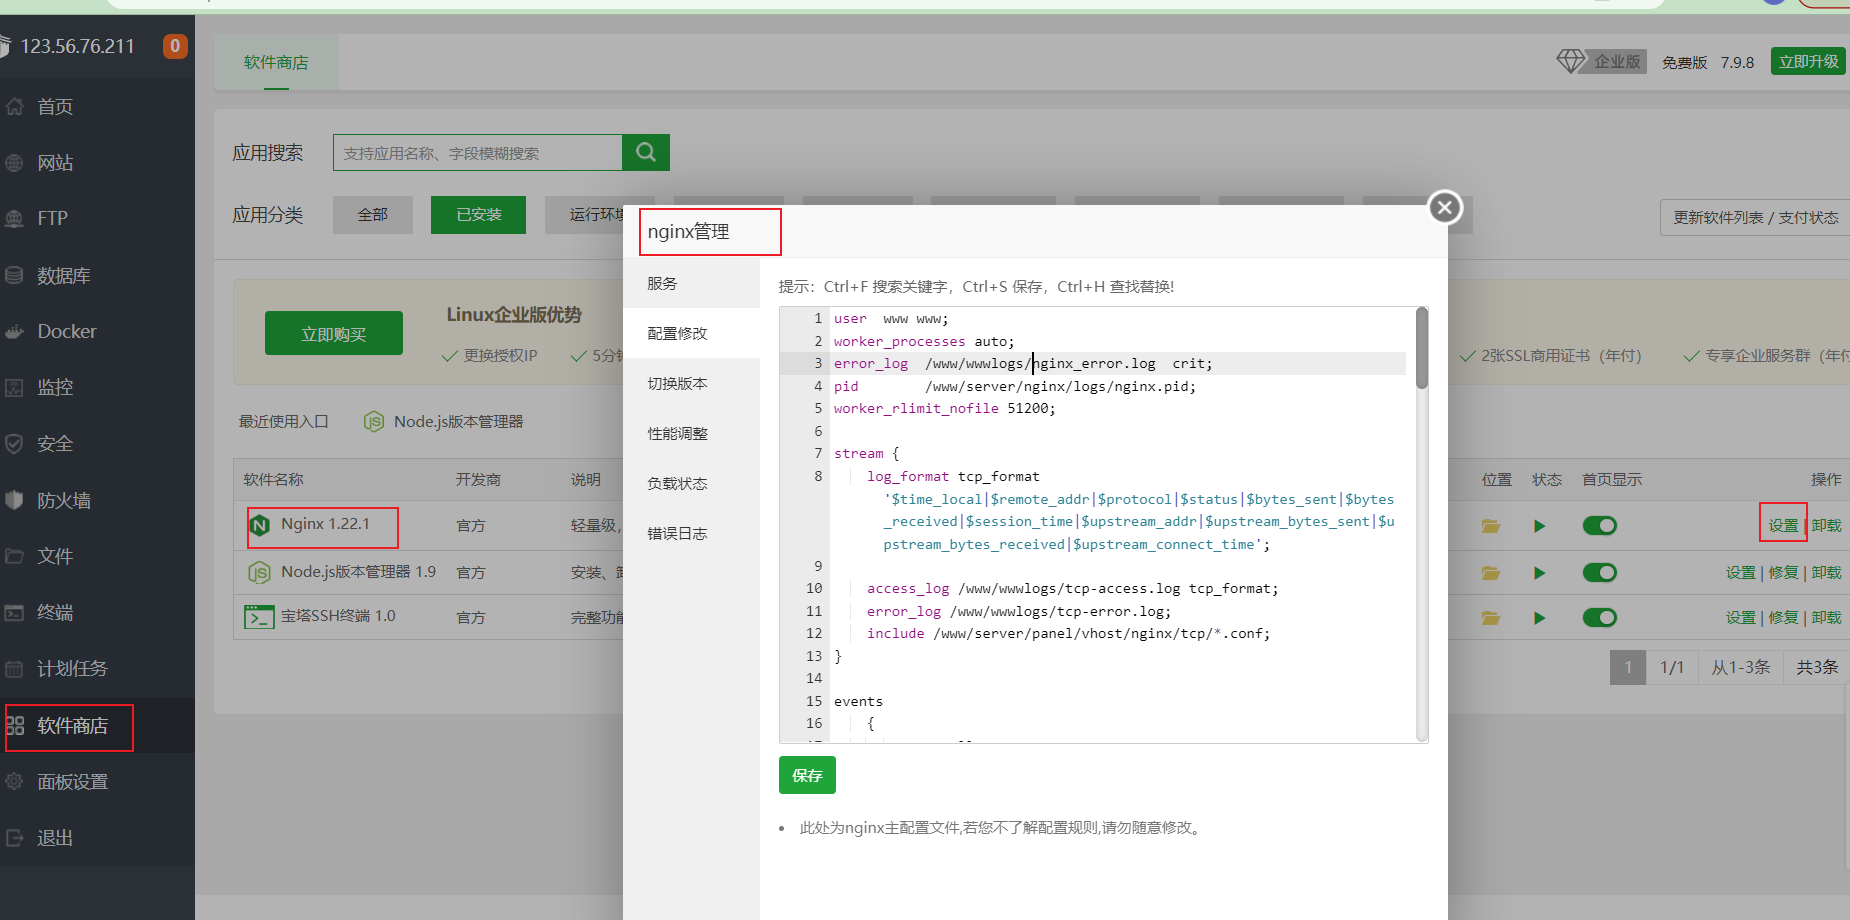 123.56.76.211
0
首页
网站
FTP
数据库
Docker
监控
安全
防火墙
文件
终端
计划任务
软件商店
面板设置
退出
软件商店
企业版
免费版 7.9.8
立即升级
应用搜索
支持应用名称、字段模糊搜索
应用分类
全部
已安装
运行环境
更新软件列表 / 支付状态
立即购买
Linux企业版优势
更换授权IP
5分钟
2张SSL商用证书（年付）
专享企业服务群（年付
最近使用入口
Node.js版本管理器
软件名称 开发商 说明 位置 状态 首页显示 操作
Nginx 1.22.1 官方 轻量级, 设置 | 卸载
Node.js版本管理器 1.9 官方 安装、 设置 | 修复 | 卸载
宝塔SSH终端 1.0 官方 完整功能 设置 | 修复 | 卸载
1 1/1 从1-3条 共3条
nginx管理
服务
配置修改
切换版本
性能调整
负载状态
错误日志
提示：Ctrl+F 搜索关键字，Ctrl+S 保存，Ctrl+H 查找替换!
1 user  www www;
2 worker_processes auto;
3 error_log  /www/wwwlogs/nginx_error.log  crit;
4 pid        /www/server/nginx/logs/nginx.pid;
5 worker_rlimit_nofile 51200;
6
7 stream {
8     log_format tcp_format
'$time_local|$remote_addr|$protocol|$status|$bytes_sent|$bytes
_received|$session_time|$upstream_addr|$upstream_bytes_sent|$u
pstream_bytes_received|$upstream_connect_time';
9
10     access_log /www/wwwlogs/tcp-access.log tcp_format;
11     error_log /www/wwwlogs/tcp-error.log;
12     include /www/server/panel/vhost/nginx/tcp/*.conf;
13 }
14
15 events
16     {
保存
此处为nginx主配置文件,若您不了解配置规则,请勿随意修改。